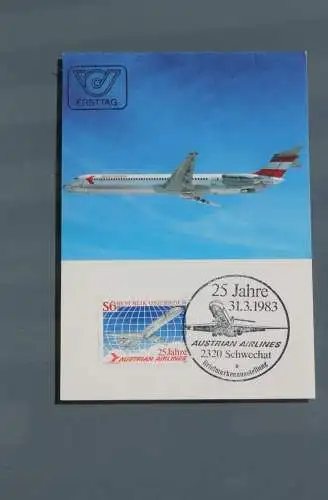 ERSTTAG
S6 REPUBLIK ÖSTERREICH
25 Jahre
AUSTRIAN AIRLINES
25 Jahre
31.3.1983
AUSTRIAN AIRLINES
2320 Schwechat
a
Briefmarkenausstellung